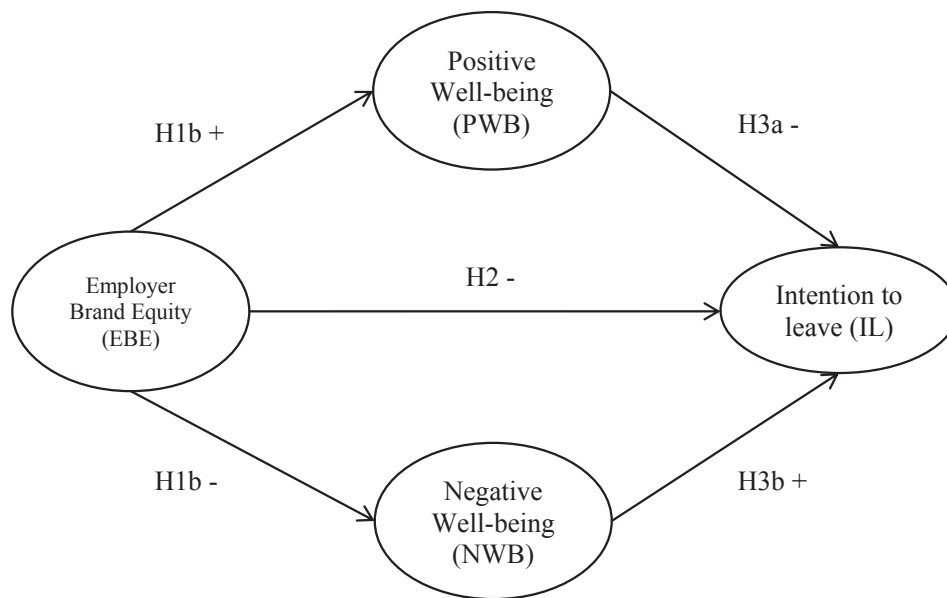 Positive
Well-being
(PWB)
H1b +
H3a -
Employer
Brand Equity
(EBE)
H2 -
Intention to
leave (IL)
H1b -
H3b +
Negative
Well-being
(NWB)